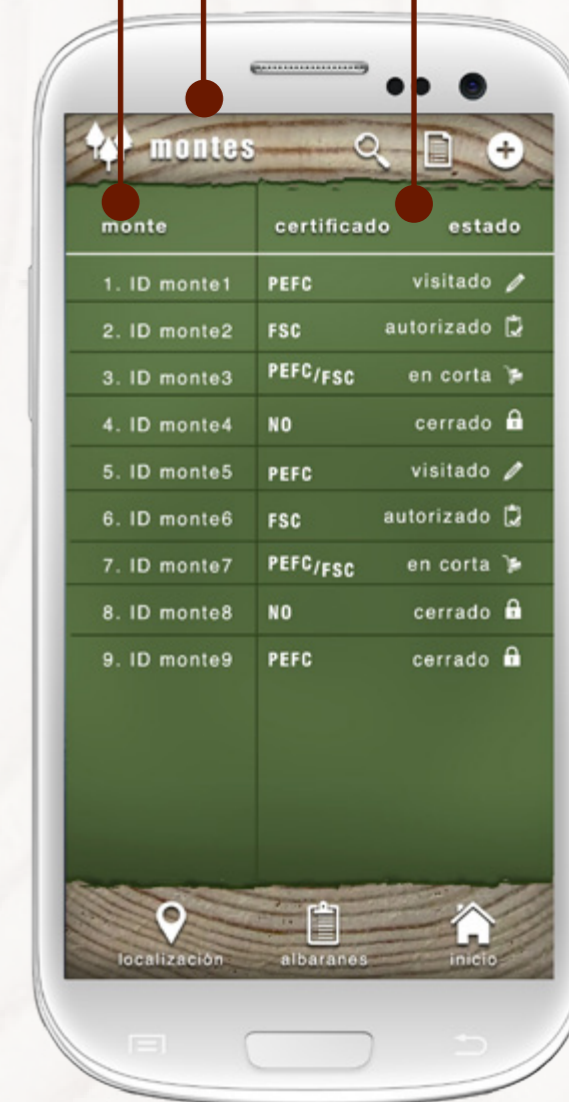 montes
monte certificado estado
1. ID monte1 PEFC visitado
2. ID monte2 FSC autorizado
3. ID monte3 PEFC/FSC en corta
4. ID monte4 NO cerrado
5. ID monte5 PEFC visitado
6. ID monte6 FSC autorizado
7. ID monte7 PEFC/FSC en corta
8. ID monte8 NO cerrado
9. ID monte9 PEFC cerrado
localización albaranes inicio